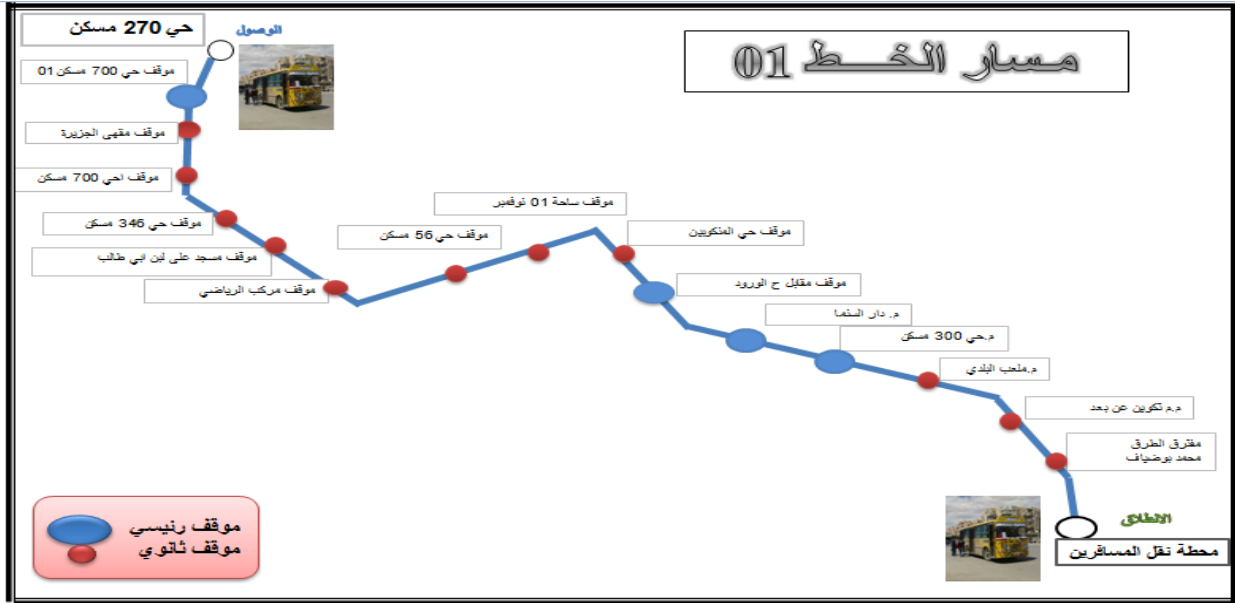 مسار الخط 01
حي 270 مسكن
الوصول
موقف حي 700 مسكن 01
موقف مقهى الجزيرة
موقف احي 700 مسكن
موقف حي 346 مسكن
موقف مسجد على لبن ابي طالب
موقف مركب الرياضي
موقف حي 56 مسكن
موقف ساحة 01 نوفمبر
موقف حي المنكوبين
موقف مقابل ح الورود
م. دار السنما
م.حي 300 مسكن
م.ملعب البلدي
م.م تكوين عن بعد
مفترق الطرق
محمد بوضياف
الانطلاق
محطة نقل المسافرين
موقف رئيسي
موقف ثانوي